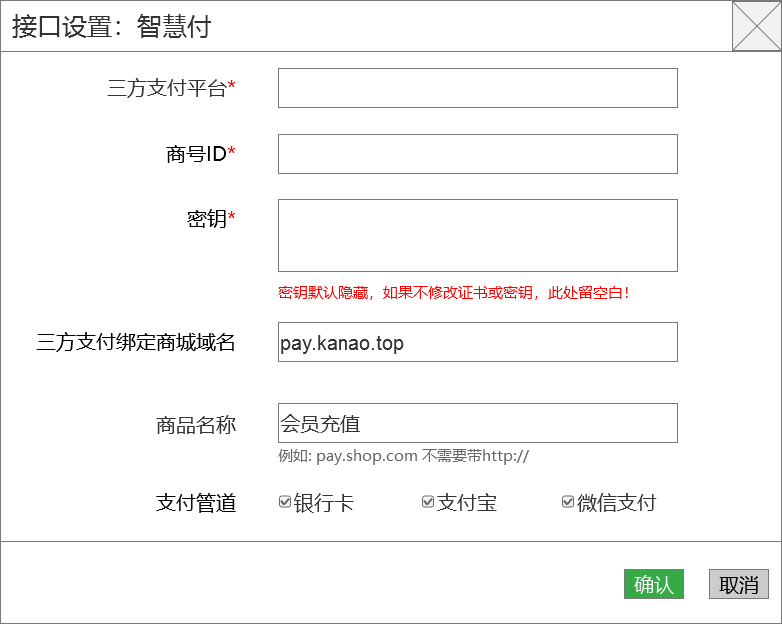 接口设置：智慧付
三方支付平台*
商号ID*
密钥*
密钥默认隐藏，如果不修改证书或密钥，此处留空白！
三方支付绑定商城域名 pay.kanao.top
商品名称 会员充值
例如: pay.shop.com 不需要带http://
支付管道 银行卡 支付宝 微信支付
确认 取消